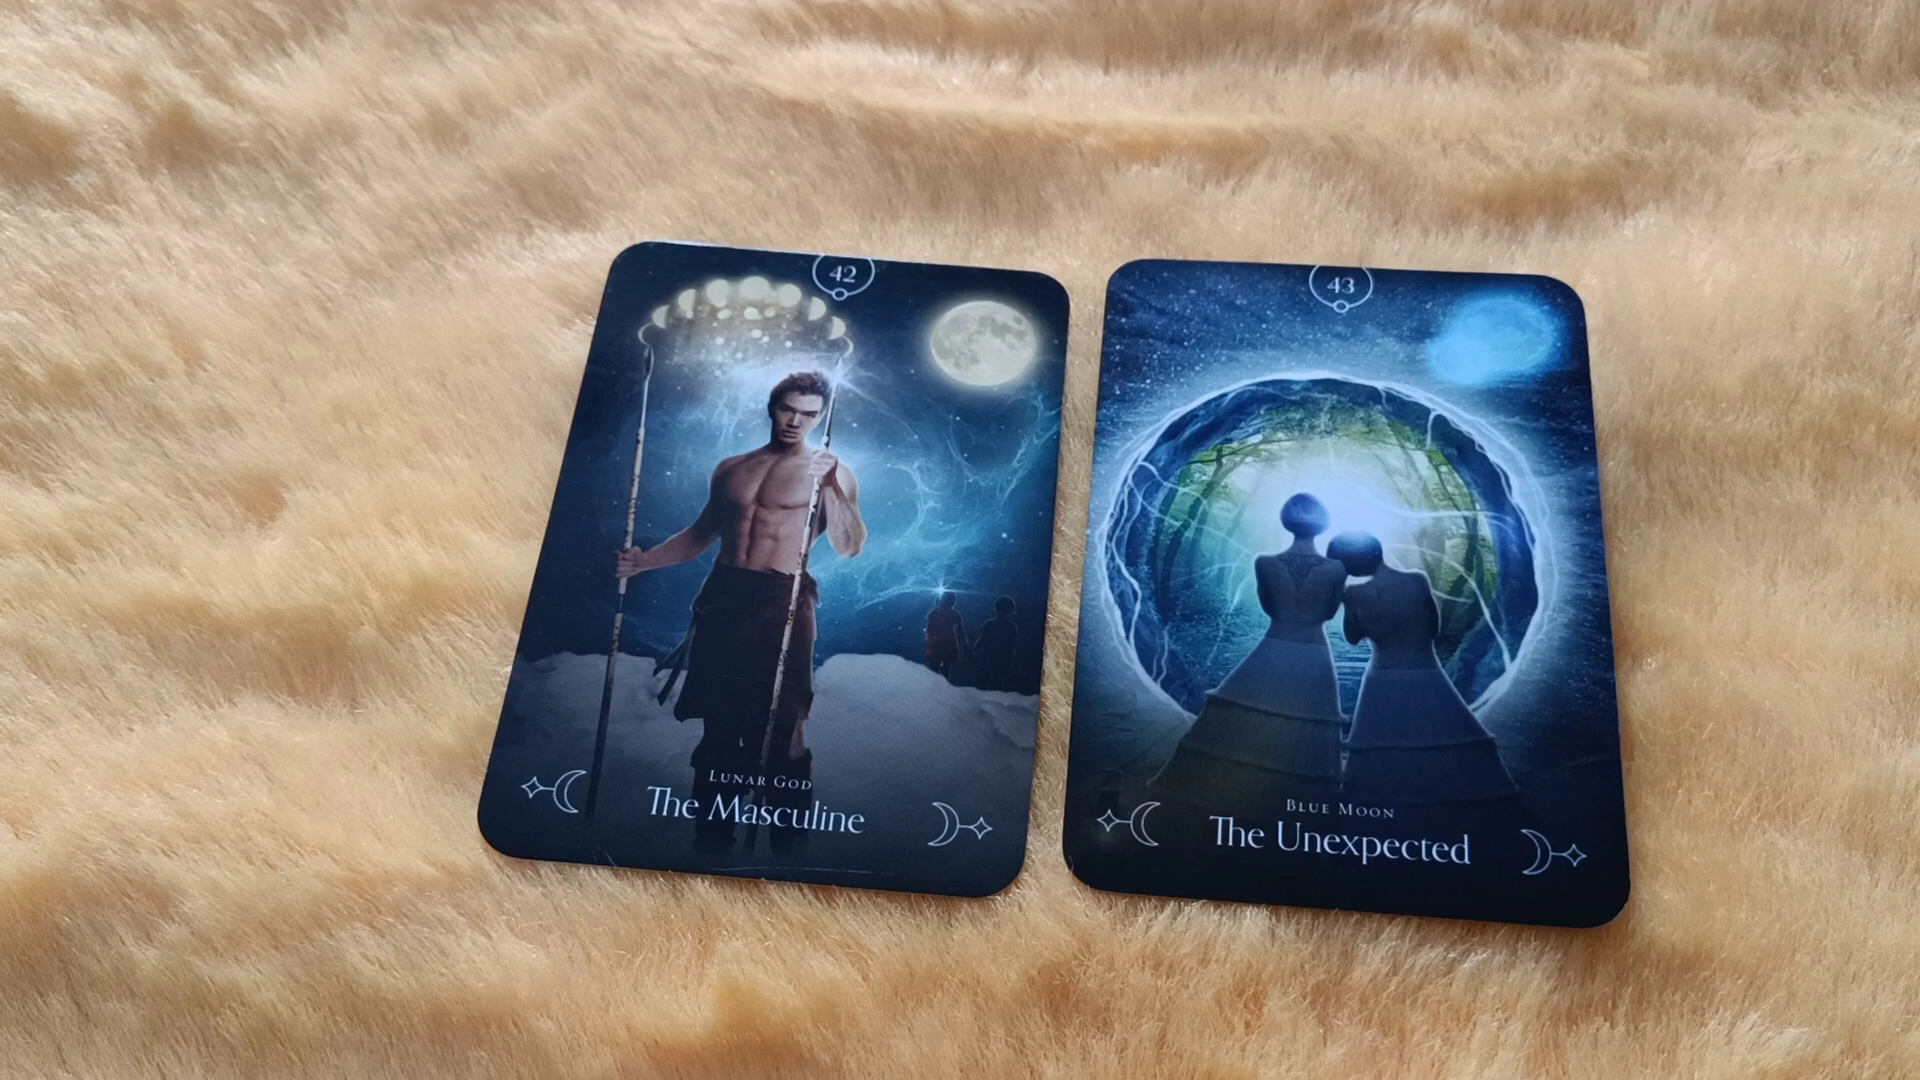 42
Lunar God
The Masculine
43
Blue Moon
The Unexpected